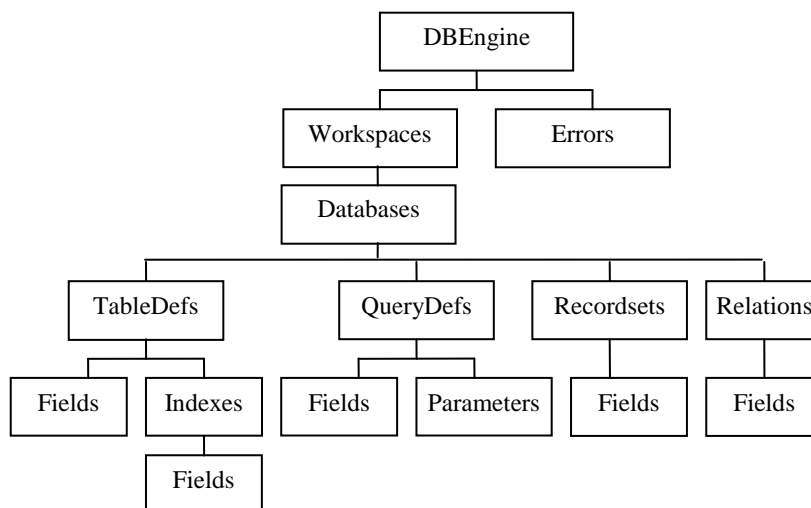 DBEngine
Workspaces
Errors
Databases
TableDefs
QueryDefs
Recordsets
Relations
Fields
Indexes
Fields
Parameters
Fields
Fields
Fields